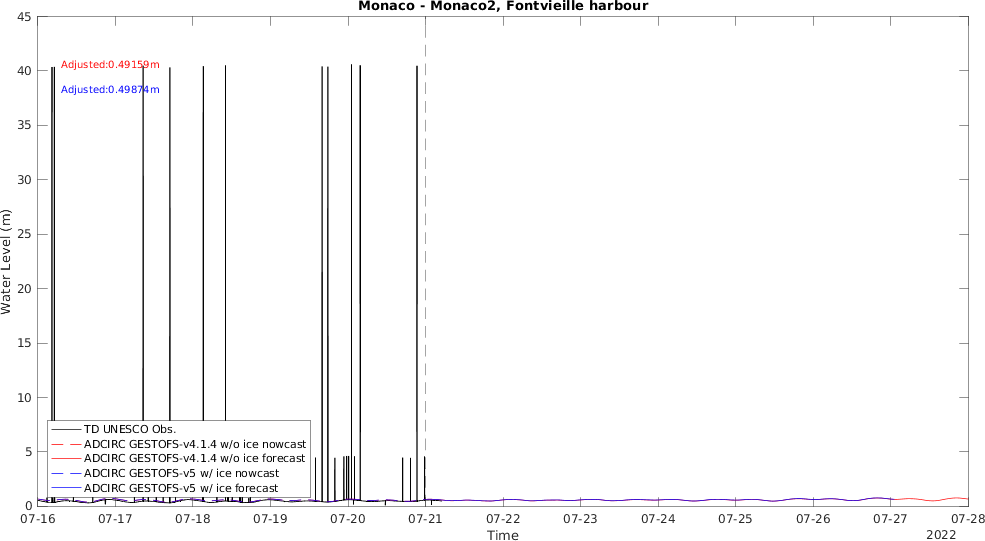 Monaco - Monaco2, Fontvieille harbour
45
40
35
30
25
20
15
10
5
0
Water Level (m)
Adjusted:0.49159m
Adjusted:0.49874m
TD UNESCO Obs.
ADCIRC GESTOFS-v4.1.4 w/o ice nowcast
ADCIRC GESTOFS-v4.1.4 w/o ice forecast
ADCIRC GESTOFS-v5 w/ ice nowcast
ADCIRC GESTOFS-v5 w/ ice forecast
07-16 07-17 07-18 07-19 07-20 07-21 07-22 07-23 07-24 07-25 07-26 07-27 07-28
Time
2022